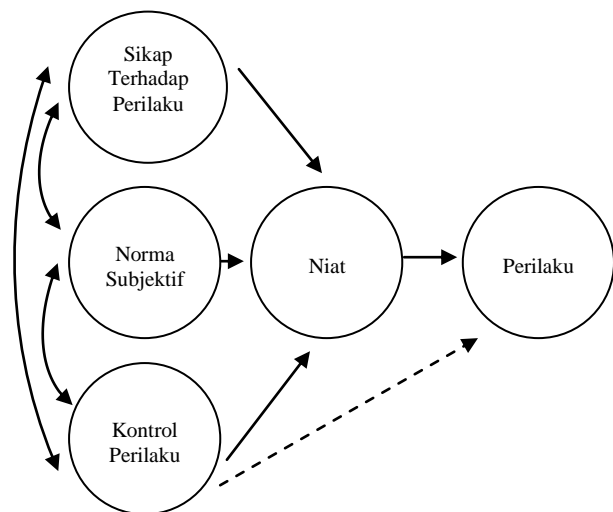 Sikap
Terhadap
Perilaku
Norma
Subjektif
Niat
Perilaku
Kontrol
Perilaku